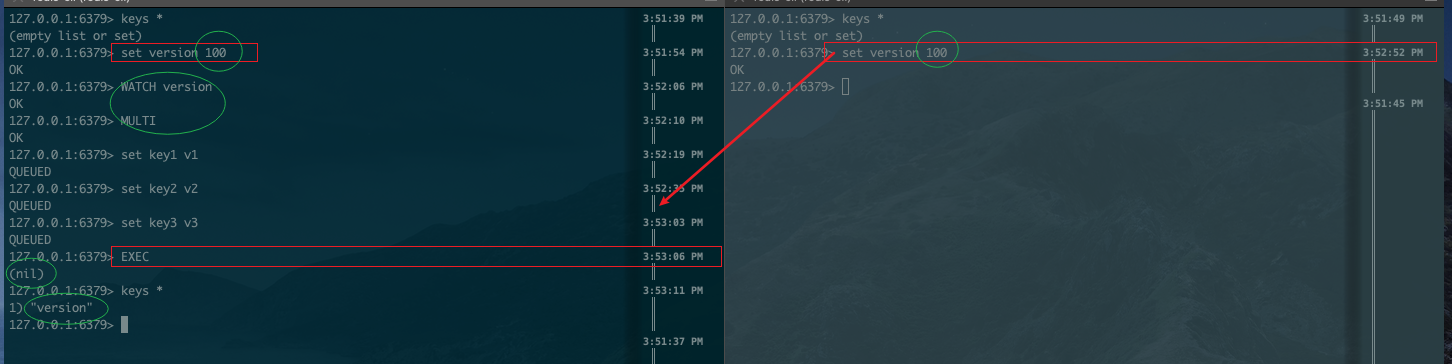 127.0.0.1:6379> keys * 3:51:39 PM
(empty list or set)
127.0.0.1:6379> set version 100 3:51:54 PM
OK
127.0.0.1:6379> WATCH version 3:52:06 PM
OK
127.0.0.1:6379> MULTI 3:52:10 PM
OK
127.0.0.1:6379> set key1 v1 3:52:19 PM
QUEUED
127.0.0.1:6379> set key2 v2 PM
QUEUED
127.0.0.1:6379> set key3 v3 3:53:03 PM
QUEUED
127.0.0.1:6379> EXEC 3:53:06 PM
(nil)
127.0.0.1:6379> keys * 3:53:11 PM
1) "version"
127.0.0.1:6379>
3:51:37 PM
127.0.0.1:6379> keys * 3:51:49 PM
(empty list or set)
127.0.0.1:6379> set version 100 3:52:52 PM
OK
127.0.0.1:6379>
3:51:45 PM